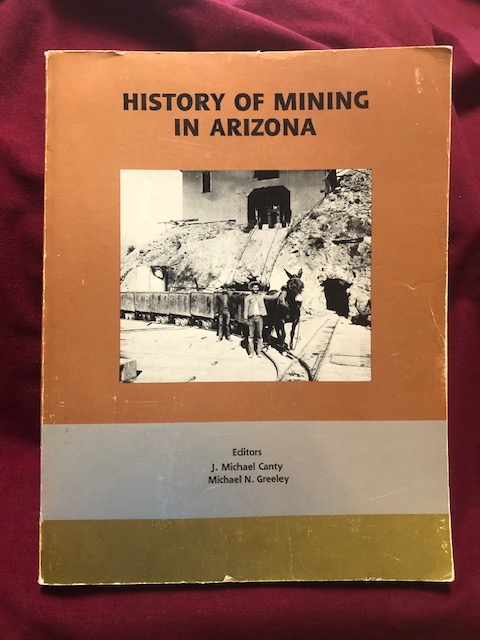 HISTORY OF MINING
IN ARIZONA
Editors
J. Michael Canty
Michael N. Greeley